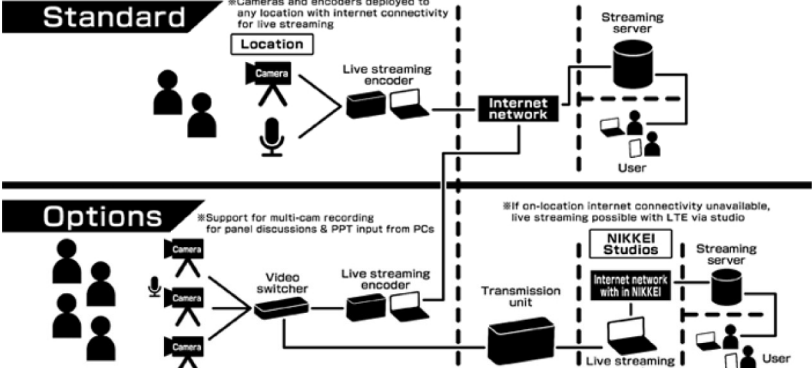 Standard
※Cameras and encoders deployed to
any location with internet connectivity
for live streaming
Location
Camera
Live streaming
encoder
Internet
network
Streaming
server
User
Options
※Support for multi-cam recording
for panel discussions & PPT input from PCs
Camera
Camera
Camera
Video
switcher
Live streaming
encoder
Transmission
unit
※If on-location internet connectivity unavailable,
live streaming possible with LTE via studio
NIKKEI
Studios
Internet network
with in NIKKEI
Live streaming
Streaming
server
User